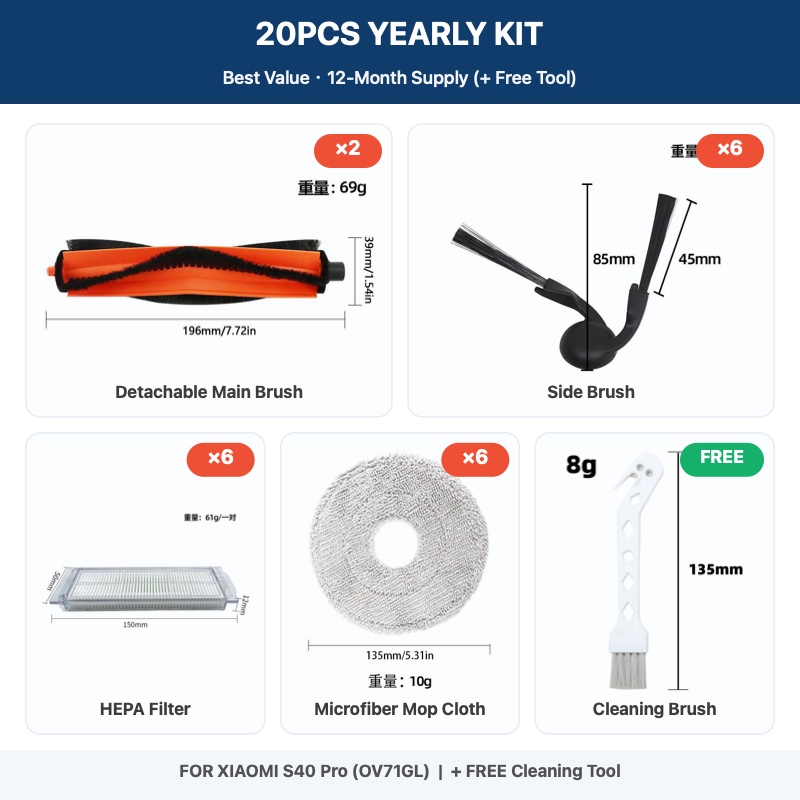 20PCS YEARLY KIT
Best Value · 12-Month Supply (+ Free Tool)
×2
重量: 69g
39mm/1.54in
196mm/7.72in
Detachable Main Brush
重量
×6
85mm
45mm
Side Brush
×6
重量: 61g/一对
50mm
12mm
150mm
HEPA Filter
×6
135mm/5.31in
重量: 10g
Microfiber Mop Cloth
8g
FREE
135mm
Cleaning Brush
FOR XIAOMI S40 Pro (OV71GL) | + FREE Cleaning Tool